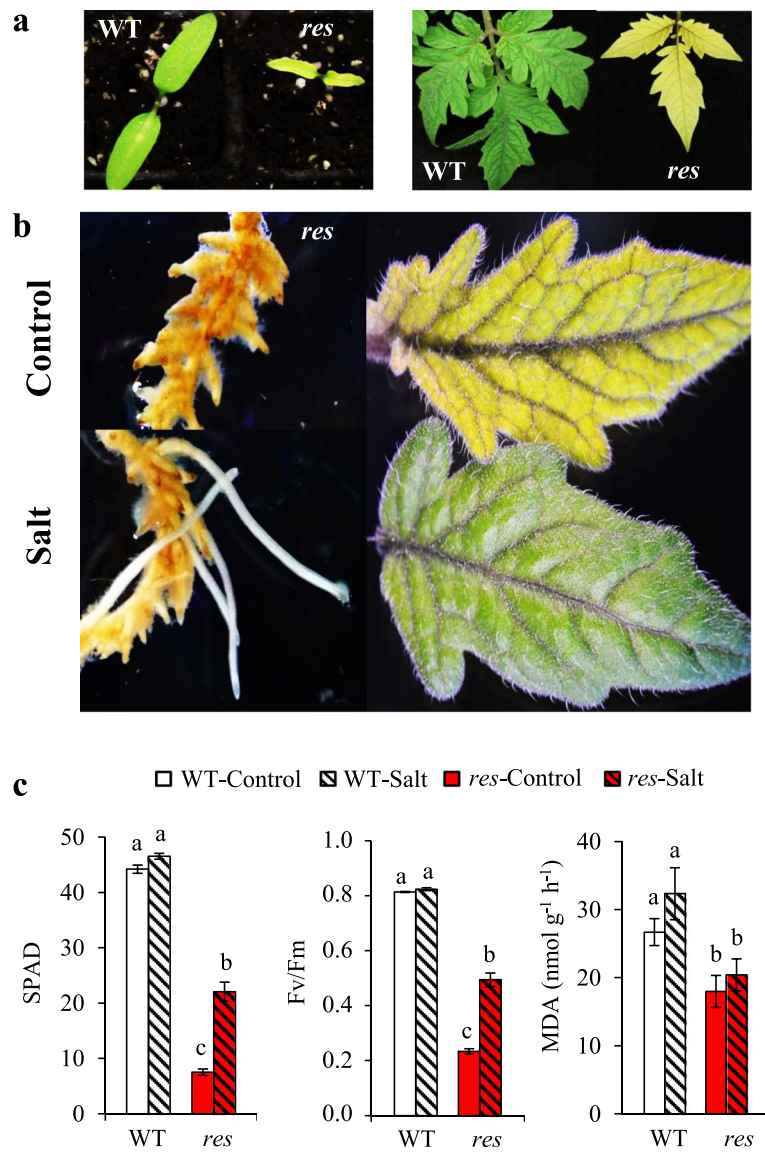 a
WT
res
WT
res
b
Control
res
Salt
c
WT-Control WT-Salt res-Control res-Salt
SPAD
50
40
30
20
10
0
a a
c
b
WT res
Fv/Fm
1.0
0.8
0.6
0.4
0.2
0.0
a a
c
b
WT res
MDA (nmol g⁻¹ h⁻¹)
40
30
20
10
0
a
a
b b
WT res